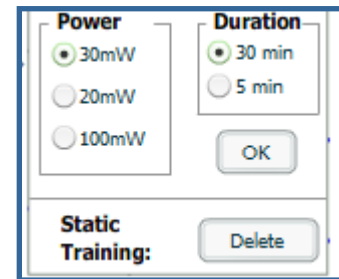 Power
30mW
20mW
100mW
Duration
30 min
5 min
OK
Static
Training:
Delete